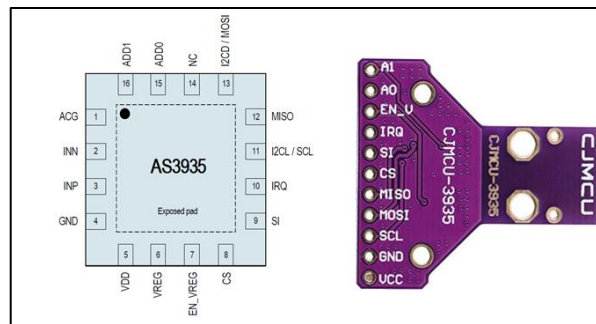 ADD1
ADD0
NC
I2CD / MOSI
16
15
14
13
ACG
1
12
MISO
INN
2
11
I2CL / SCL
INP
3
10
IRQ
GND
4
9
SI
AS3935
Exposed pad
5
6
7
8
VDD
VREG
EN_VREG
CS
A1
A0
EN_V
IRQ
SI
CS
MISO
MOSI
SCL
GND
VCC
CJMCU-3935
CJMCU-3935
CJMCU